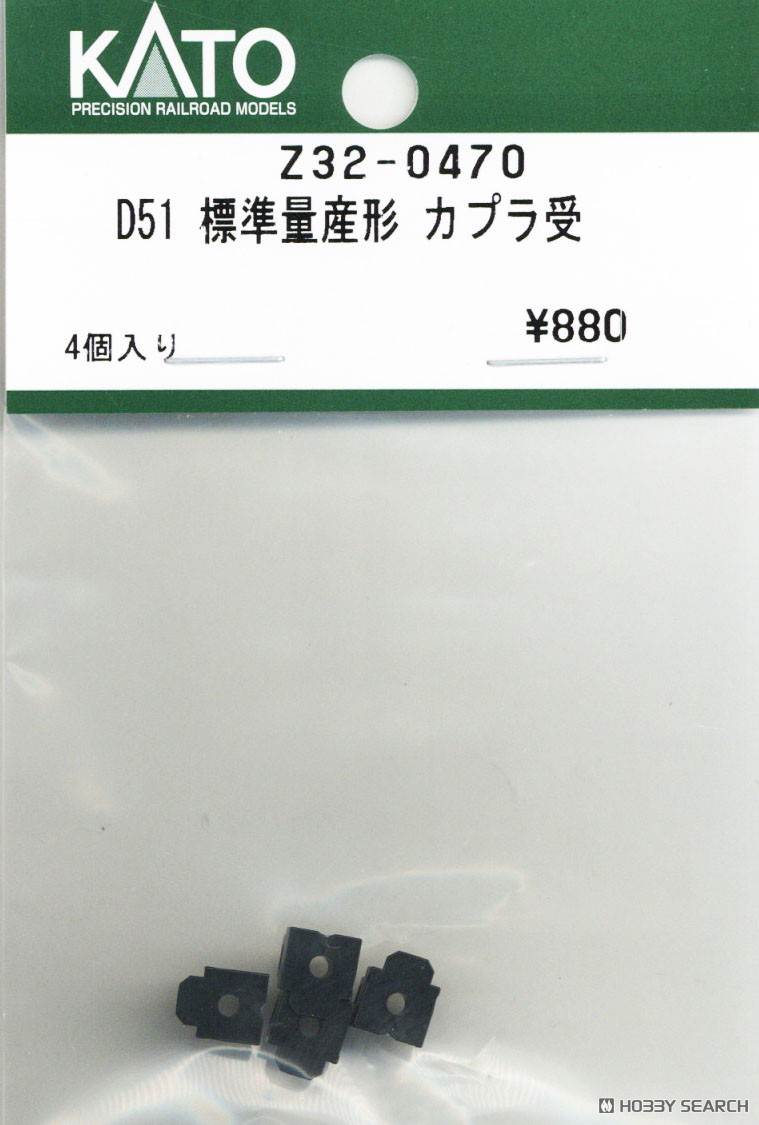 KATO
PRECISION RAILROAD MODELS
Z32-0470
D51 標準量産形 カプラ受
¥880
4個入り
HOBBY SEARCH